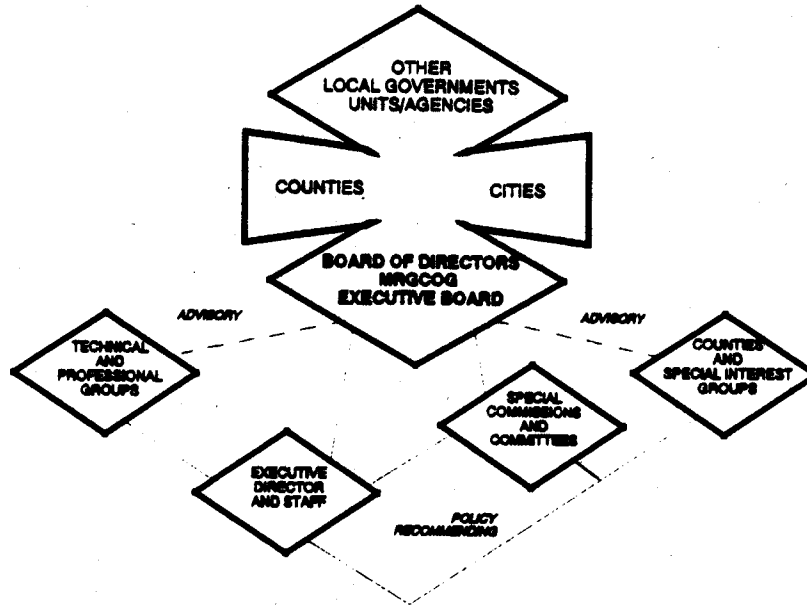 OTHER
LOCAL GOVERNMENTS
UNITS/AGENCIES
COUNTIES
CITIES
BOARD OF DIRECTORS
MRGCOG
EXECUTIVE BOARD
ADVISORY
ADVISORY
TECHNICAL
AND
PROFESSIONAL
GROUPS
COUNTIES
AND
SPECIAL INTEREST
GROUPS
SPECIAL
COMMISSIONS
AND
COMMITTEES
EXECUTIVE
DIRECTOR
AND STAFF
POLICY
RECOMMENDING